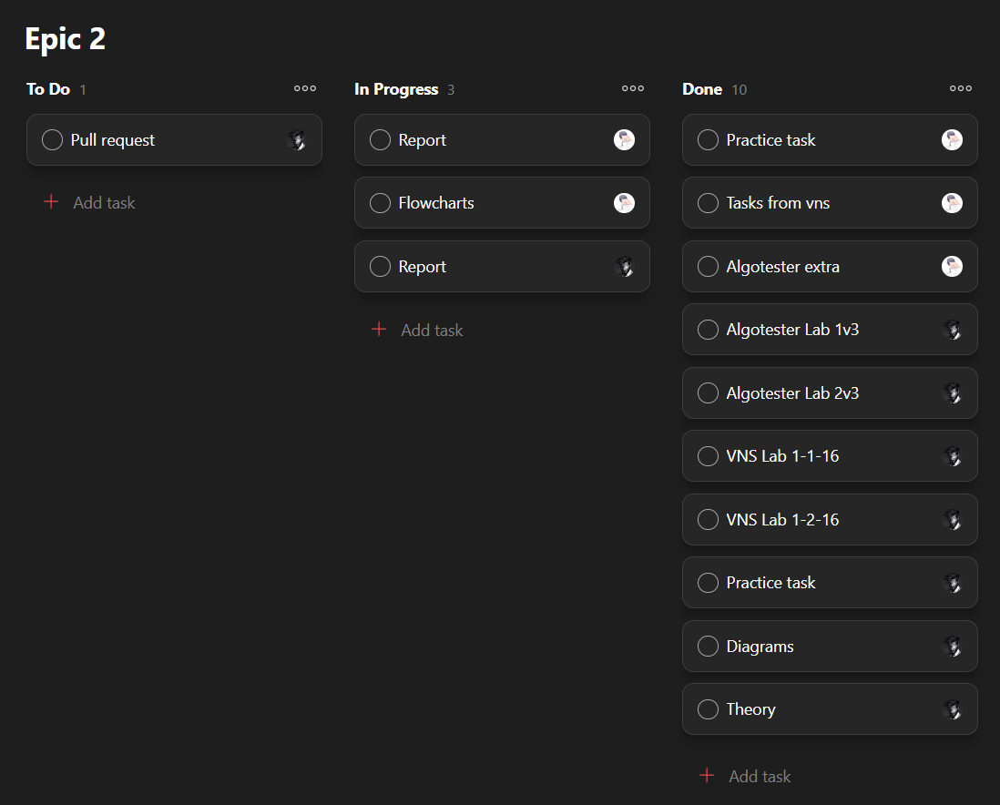 Epic 2
To Do 1
Pull request
Add task
In Progress 3
Report
Flowcharts
Report
Add task
Done 10
Practice task
Tasks from vns
Algotester extra
Algotester Lab 1v3
Algotester Lab 2v3
VNS Lab 1-1-16
VNS Lab 1-2-16
Practice task
Diagrams
Theory
Add task